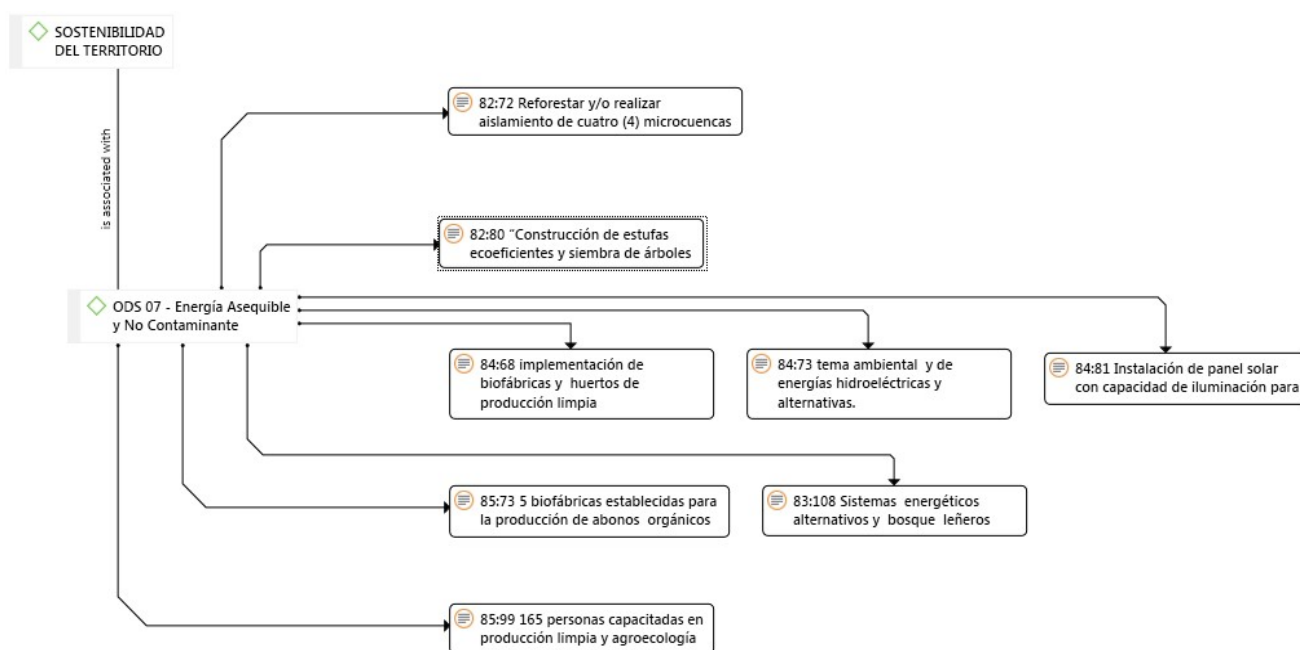 SOSTENIBILIDAD
DEL TERRITORIO
is associated with
82:72 Reforestar y/o realizar
aislamiento de cuatro (4) microcuencas
82:80 “Construcción de estufas
ecoeficientes y siembra de árboles
ODS 07 - Energía Asequible
y No Contaminante
84:68 implementación de
biofábricas y huertos de
producción limpia
84:73 tema ambiental y de
energías hidroeléctricas y
alternativas.
84:81 Instalación de panel solar
con capacidad de iluminación para
85:73 5 biofábricas establecidas para
la producción de abonos orgánicos
83:108 Sistemas energéticos
alternativos y bosque leñeros
85:99 165 personas capacitadas en
producción limpia y agroecología